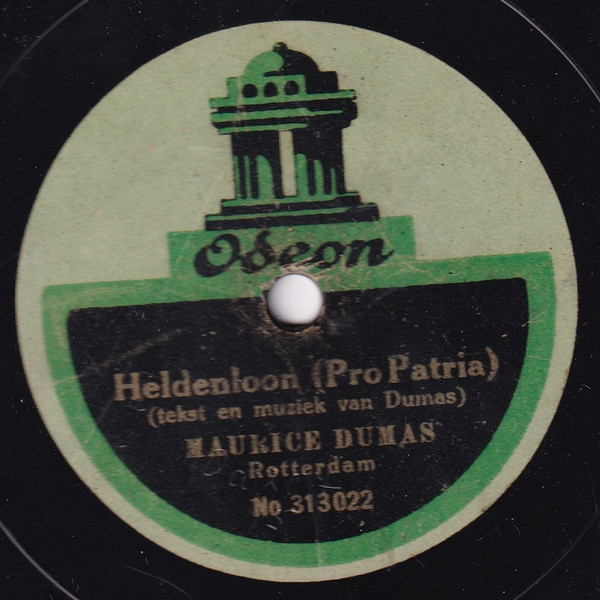 Odeon
Heldenloon (Pro Patria)
(tekst en muziek van Dumas)
MAURICE DUMAS
Rotterdam
No 313022